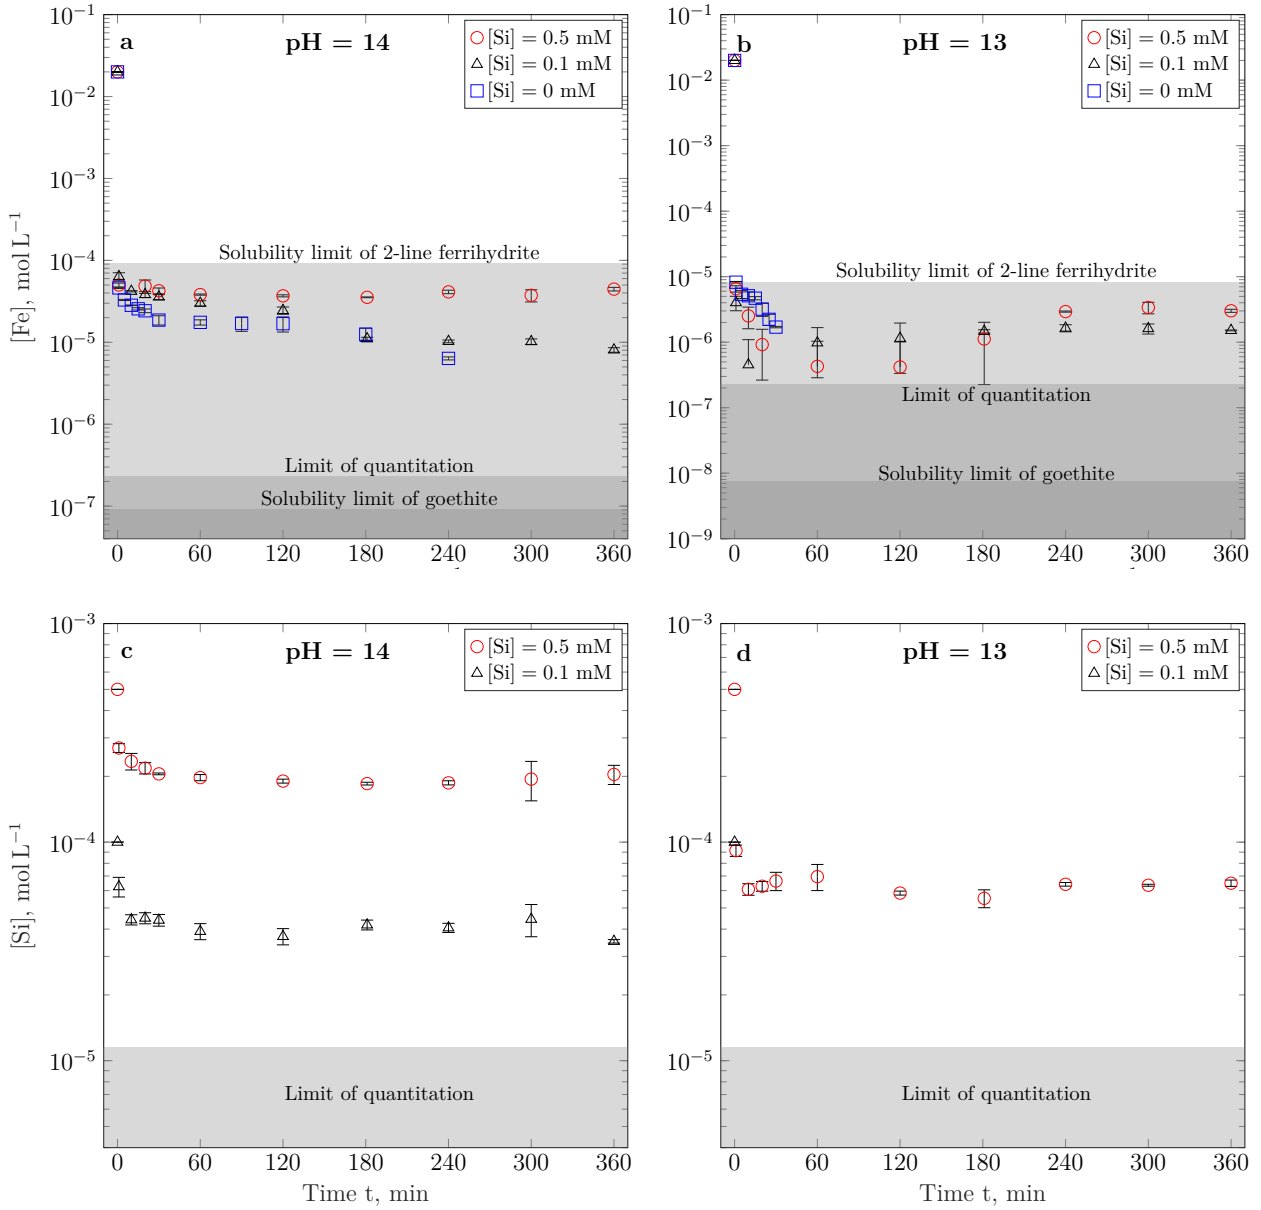 a
pH = 14
[Si] = 0.5 mM
[Si] = 0.1 mM
[Si] = 0 mM
10⁻¹
10⁻²
10⁻³
10⁻⁴
10⁻⁵
10⁻⁶
10⁻⁷
[Fe], mol L⁻¹
Solubility limit of 2-line ferrihydrite
Limit of quantitation
Solubility limit of goethite
0 60 120 180 240 300 360
b
pH = 13
[Si] = 0.5 mM
[Si] = 0.1 mM
[Si] = 0 mM
10⁻¹
10⁻²
10⁻³
10⁻⁴
10⁻⁵
10⁻⁶
10⁻⁷
10⁻⁸
10⁻⁹
Solubility limit of 2-line ferrihydrite
Limit of quantitation
Solubility limit of goethite
0 60 120 180 240 300 360
c
pH = 14
[Si] = 0.5 mM
[Si] = 0.1 mM
10⁻³
10⁻⁴
10⁻⁵
[Si], mol L⁻¹
Limit of quantitation
0 60 120 180 240 300 360
Time t, min
d
pH = 13
[Si] = 0.5 mM
[Si] = 0.1 mM
10⁻³
10⁻⁴
10⁻⁵
Limit of quantitation
0 60 120 180 240 300 360
Time t, min